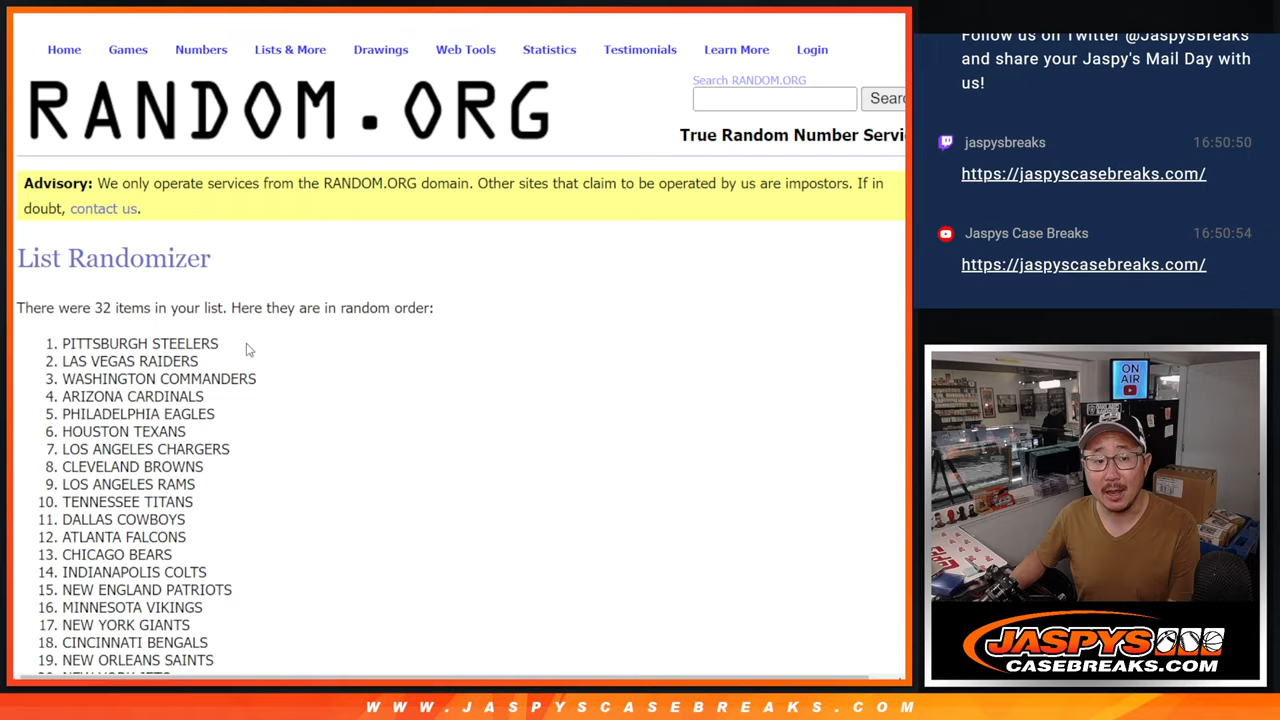 Home Games Numbers Lists & More Drawings Web Tools Statistics Testimonials Learn More Login
RANDOM.ORG
Search RANDOM.ORG
Searc
True Random Number Servi
Advisory: We only operate services from the RANDOM.ORG domain. Other sites that claim to be operated by us are impostors. If in
doubt, contact us.
List Randomizer
There were 32 items in your list. Here they are in random order:
1. PITTSBURGH STEELERS
2. LAS VEGAS RAIDERS
3. WASHINGTON COMMANDERS
4. ARIZONA CARDINALS
5. PHILADELPHIA EAGLES
6. HOUSTON TEXANS
7. LOS ANGELES CHARGERS
8. CLEVELAND BROWNS
9. LOS ANGELES RAMS
10. TENNESSEE TITANS
11. DALLAS COWBOYS
12. ATLANTA FALCONS
13. CHICAGO BEARS
14. INDIANAPOLIS COLTS
15. NEW ENGLAND PATRIOTS
16. MINNESOTA VIKINGS
17. NEW YORK GIANTS
18. CINCINNATI BENGALS
19. NEW ORLEANS SAINTS
Follow us on Twitter @JaspysBreaks
and share your Jaspy's Mail Day with
us!
jaspysbreaks 16:50:50
https://jaspyscasebreaks.com/
Jaspys Case Breaks 16:50:54
https://jaspyscasebreaks.com/
ON
AIR
JASPYS
CASEBREAKS.COM
WWW.JASPYSCASEBREAKS.COM